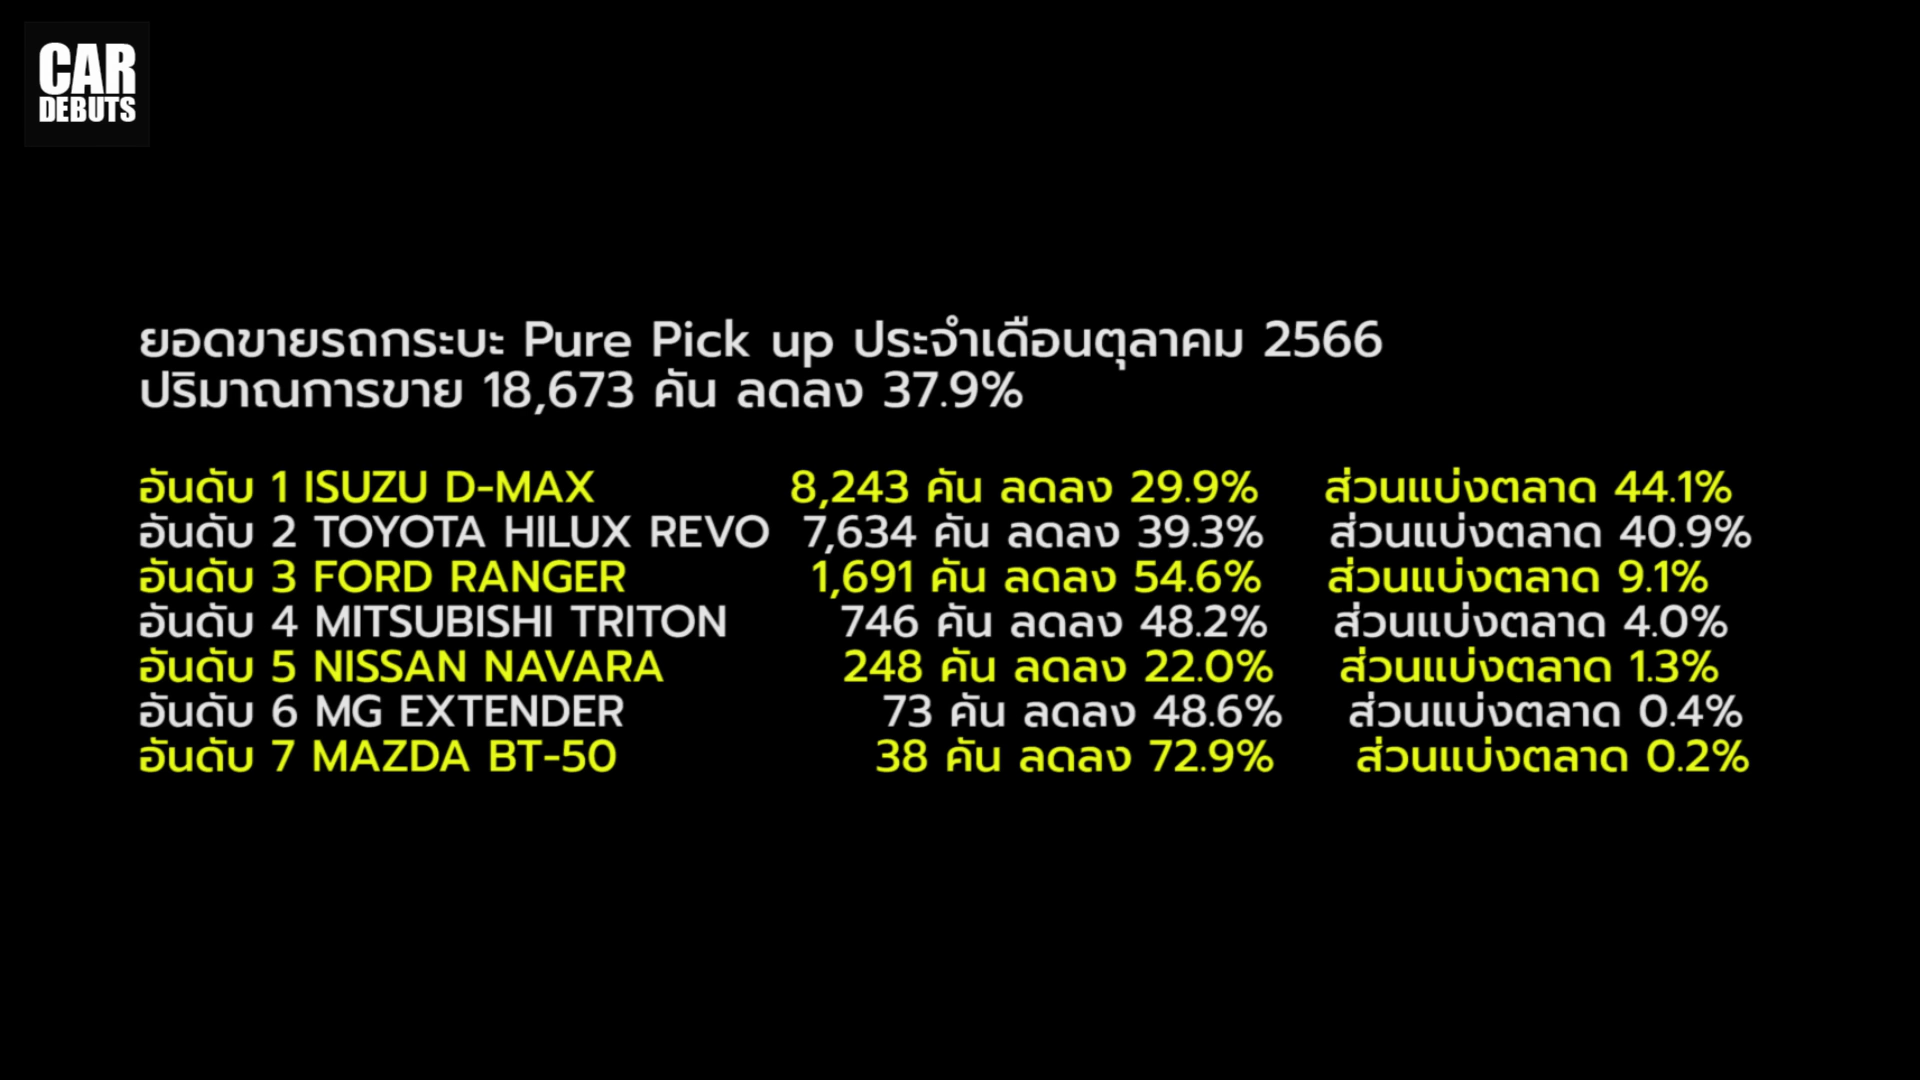 CAR
DEBUTS
ยอดขายรถกระบะ Pure Pick up ประจำเดือนตุลาคม 2566
ปริมาณการขาย 18,673 คัน ลดลง 37.9%
อันดับ 1 ISUZU D-MAX 8,243 คัน ลดลง 29.9% ส่วนแบ่งตลาด 44.1%
อันดับ 2 TOYOTA HILUX REVO 7,634 คัน ลดลง 39.3% ส่วนแบ่งตลาด 40.9%
อันดับ 3 FORD RANGER 1,691 คัน ลดลง 54.6% ส่วนแบ่งตลาด 9.1%
อันดับ 4 MITSUBISHI TRITON 746 คัน ลดลง 48.2% ส่วนแบ่งตลาด 4.0%
อันดับ 5 NISSAN NAVARA 248 คัน ลดลง 22.0% ส่วนแบ่งตลาด 1.3%
อันดับ 6 MG EXTENDER 73 คัน ลดลง 48.6% ส่วนแบ่งตลาด 0.4%
อันดับ 7 MAZDA BT-50 38 คัน ลดลง 72.9% ส่วนแบ่งตลาด 0.2%